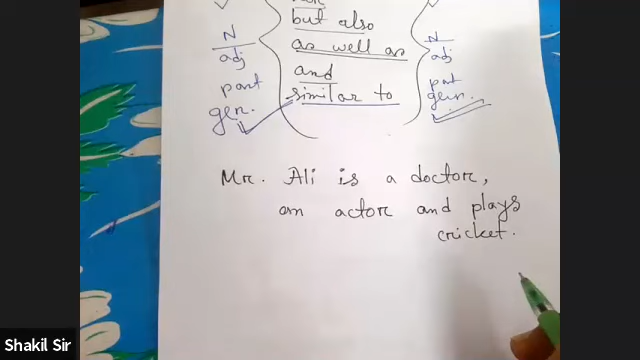 but also
N
adj
part
gen.
as well as
and
similar to
N
adj
part
gern.
Mr. Ali is a doctor,
an actor and plays
cricket.
Shakil Sir